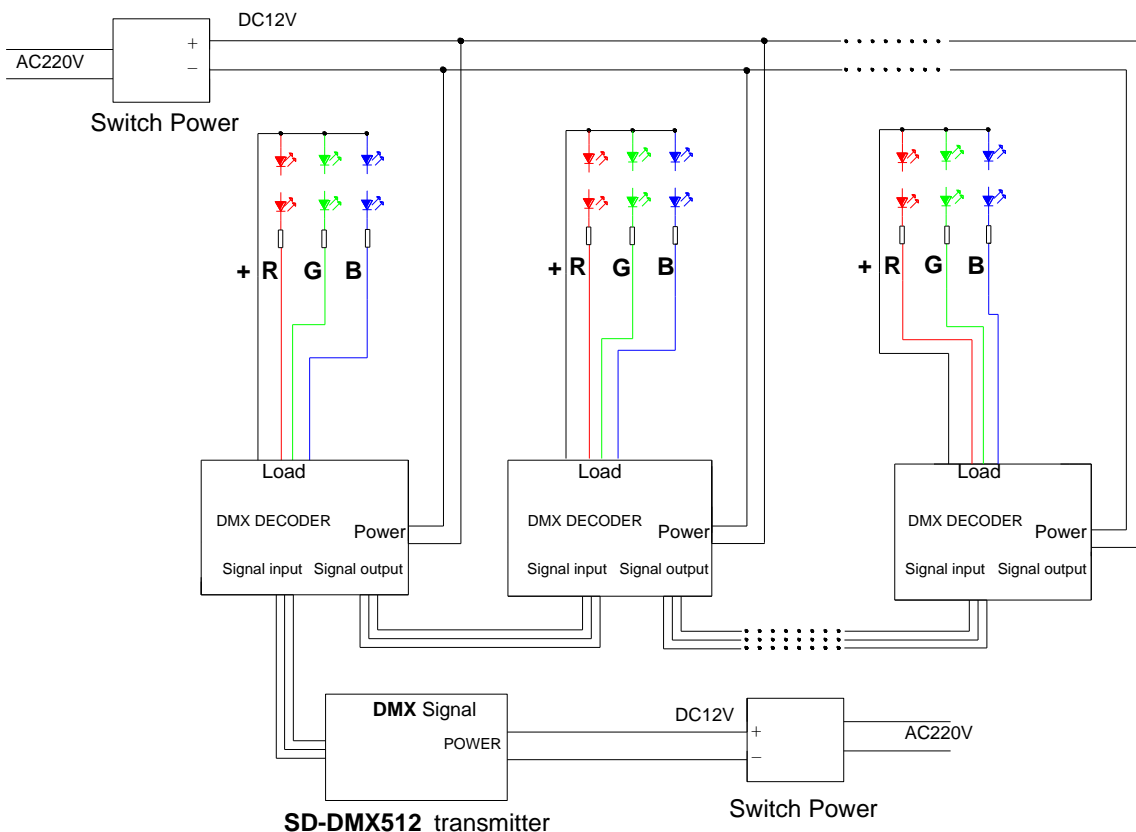 DC12V
AC220V
+
−
Switch Power
+ R G B
+ R G B
+ R G B
Load
DMX DECODER
Power
Signal input Signal output
Load
DMX DECODER
Power
Signal input Signal output
Load
DMX DECODER
Power
Signal input Signal output
DMX Signal
POWER
SD-DMX512 transmitter
DC12V
+
−
AC220V
Switch Power